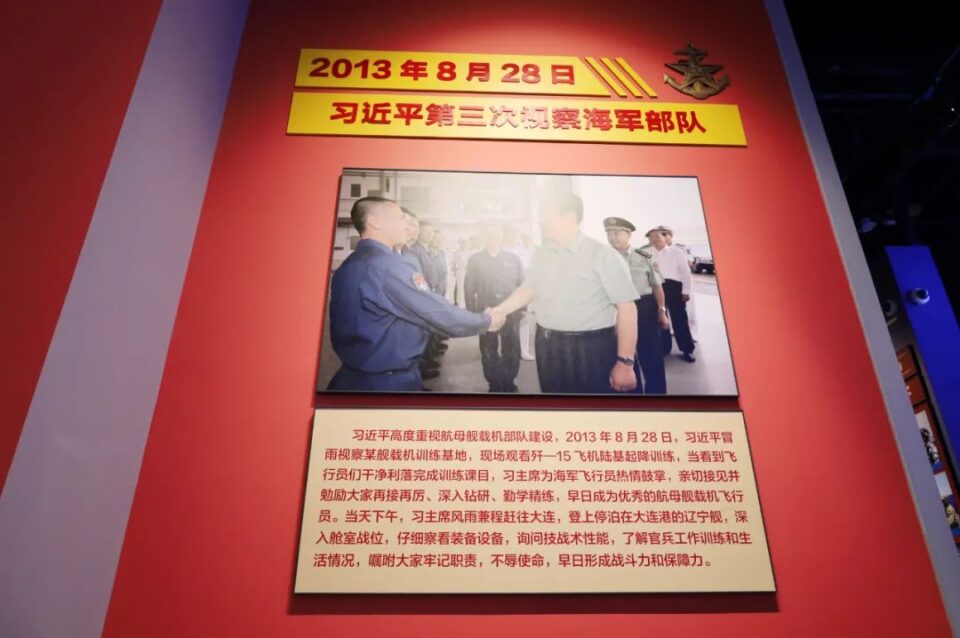 2013年8月28日
习近平第三次视察海军部队
习近平高度重视航母舰载机部队建设，2013年8月28日，习近平冒
雨视察某舰载机训练基地，现场观看歼—15飞机陆基起降训练，当看到飞
行员们干净利落完成训练课目，习主席为海军飞行员热情鼓掌，亲切接见并
勉励大家再接再厉、深入钻研、勤学精练，早日成为优秀的航母舰载机飞行
员。当天下午，习主席风雨兼程赶往大连，登上停泊在大连港的辽宁舰，深
入舱室战位，仔细察看装备设备，询问技战术性能，了解官兵工作训练和生
活情况，嘱咐大家牢记职责，不辱使命，早日形成战斗力和保障力。